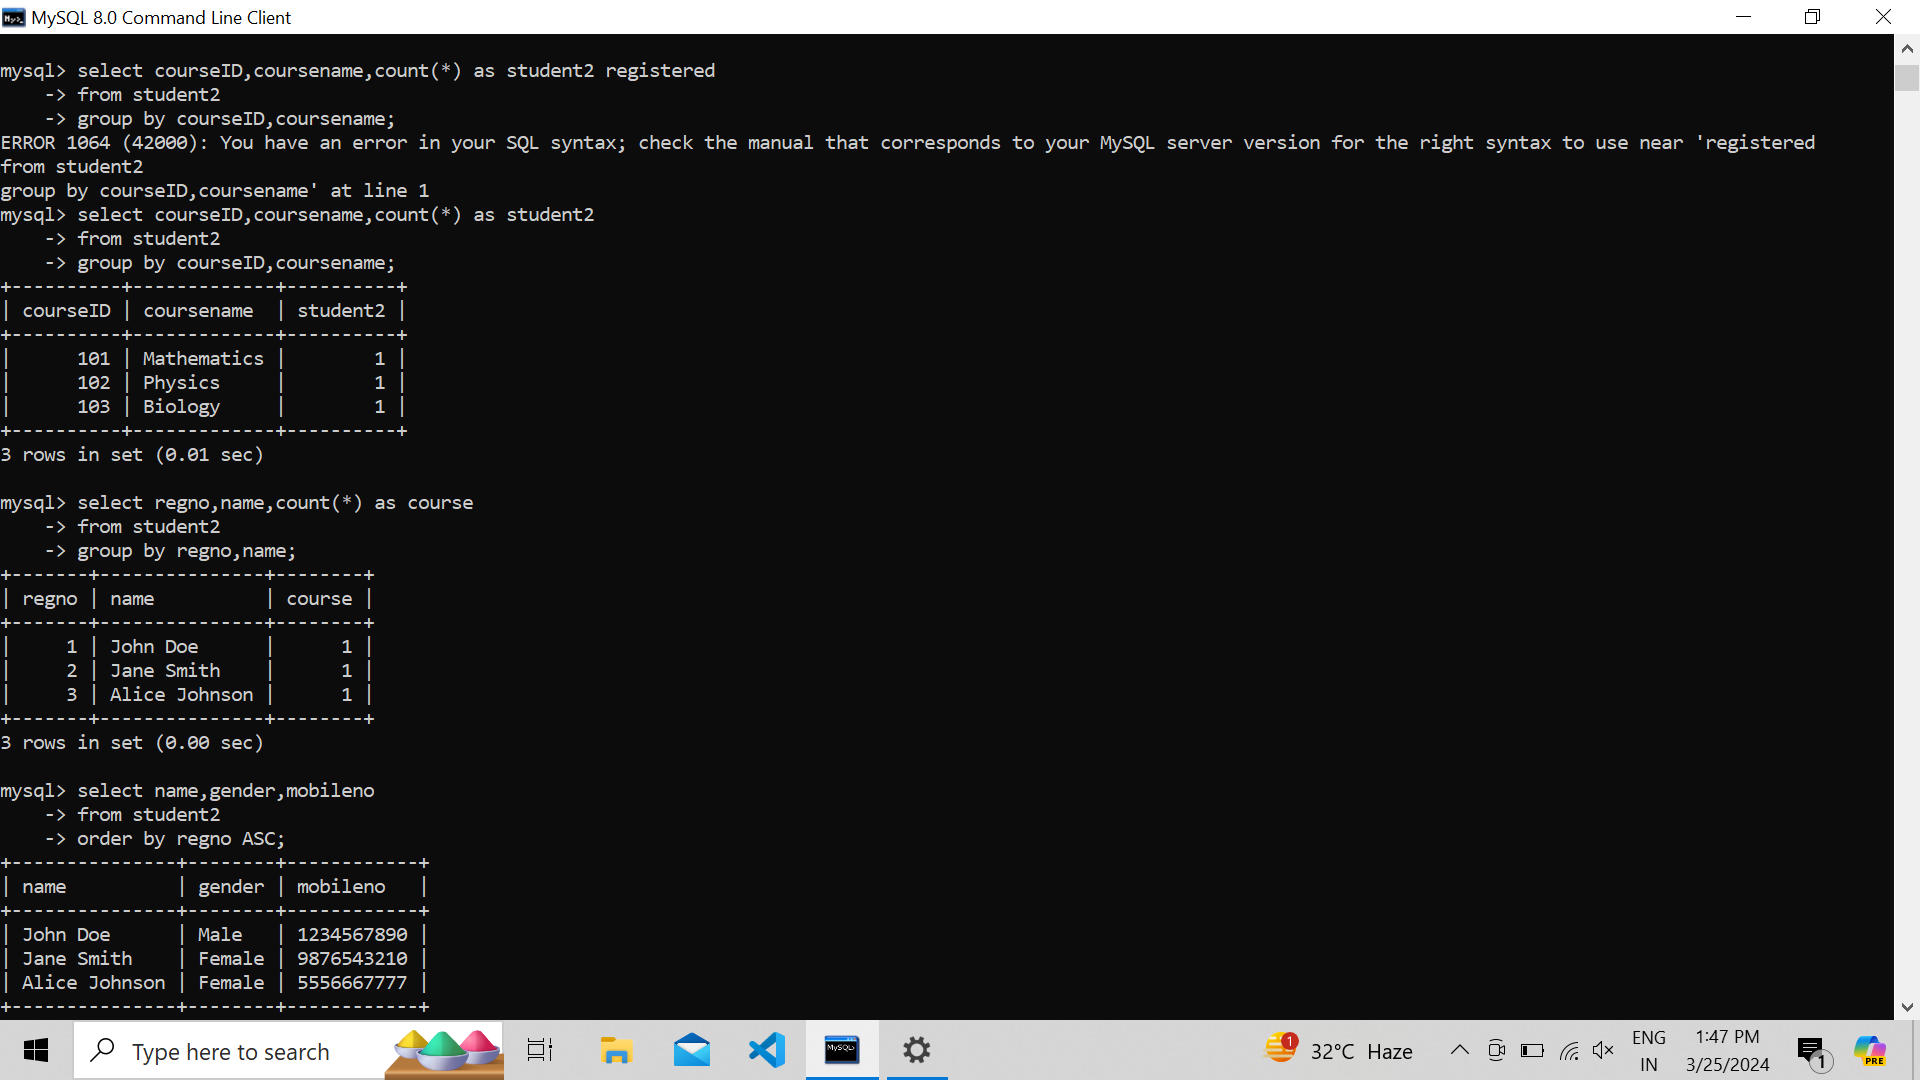 MySQL 8.0 Command Line Client
mysql> select courseID,coursename,count(*) as student2 registered
    -> from student2
    -> group by courseID,coursename;
ERROR 1064 (42000): You have an error in your SQL syntax; check the manual that corresponds to your MySQL server version for the right syntax to use near 'registered
from student2
group by courseID,coursename' at line 1
mysql> select courseID,coursename,count(*) as student2
    -> from student2
    -> group by courseID,coursename;
+----------+-------------+----------+
| courseID | coursename  | student2 |
+----------+-------------+----------+
|      101 | Mathematics |        1 |
|      102 | Physics     |        1 |
|      103 | Biology     |        1 |
+----------+-------------+----------+
3 rows in set (0.01 sec)
mysql> select regno,name,count(*) as course
    -> from student2
    -> group by regno,name;
+-------+---------------+--------+
| regno | name          | course |
+-------+---------------+--------+
|     1 | John Doe      |      1 |
|     2 | Jane Smith    |      1 |
|     3 | Alice Johnson |      1 |
+-------+---------------+--------+
3 rows in set (0.00 sec)
mysql> select name,gender,mobileno
    -> from student2
    -> order by regno ASC;
+---------------+--------+------------+
| name          | gender | mobileno   |
+---------------+--------+------------+
| John Doe      | Male   | 1234567890 |
| Jane Smith    | Female | 9876543210 |
| Alice Johnson | Female | 5556667777 |
+---------------+--------+------------+
Type here to search
MySQL>
1
32°C Haze
ENG
IN
1:47 PM
3/25/2024
1
PRE